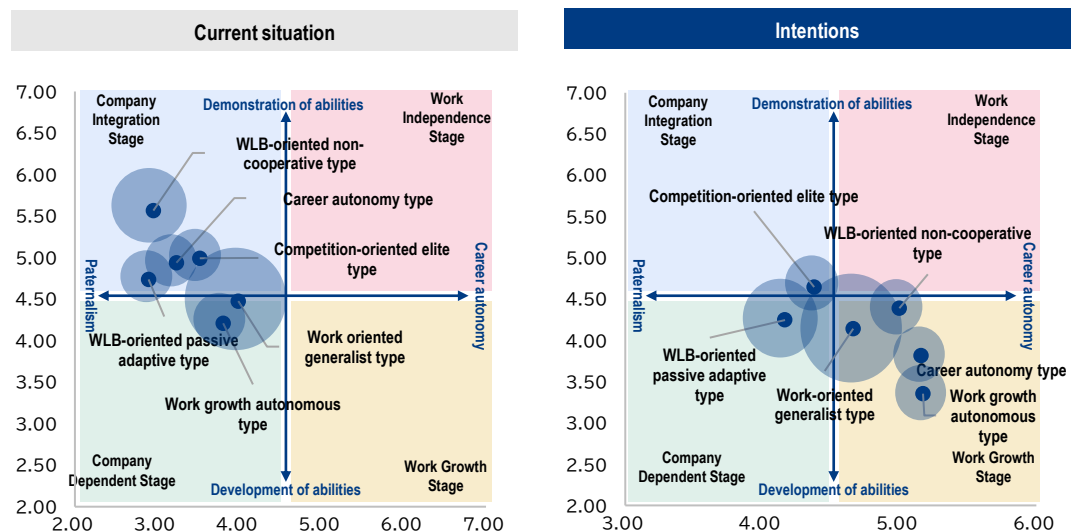 Current situation
7.00
6.50
6.00
5.50
5.00
4.50
4.00
3.50
3.00
2.50
2.00
2.00
3.00
4.00
5.00
6.00
7.00
Company
Integration
Stage
Demonstration of abilities
Work
Independence
Stage
WLB-oriented non-
cooperative type
Career autonomy type
Competition-oriented elite
type
Paternalism
Career autonomy
WLB-oriented passive
adaptive type
Work oriented
generalist type
Work growth autonomous
type
Company
Dependent Stage
Development of abilities
Work Growth
Stage
Intentions
7.00
6.50
6.00
5.50
5.00
4.50
4.00
3.50
3.00
2.50
2.00
3.00
4.00
5.00
6.00
Company
Integration
Stage
Demonstration of abilities
Work
Independence
Stage
Competition-oriented elite type
WLB-oriented non-cooperative
type
Paternalism
Career autonomy
WLB-oriented
passive adaptive
type
Work-oriented
generalist type
Career autonomy type
Work growth
autonomous
type
Company
Dependent Stage
Development of abilities
Work Growth
Stage